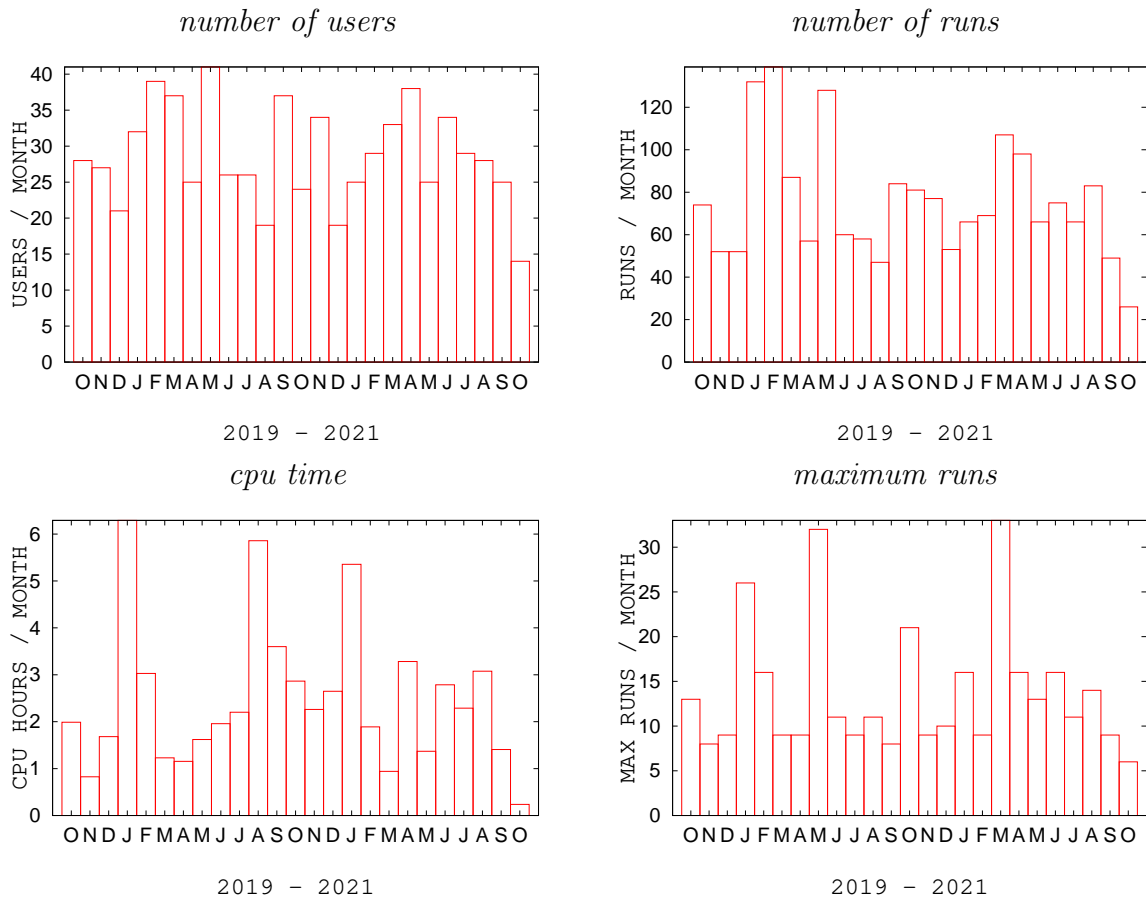 number of users
40
35
30
25
20
15
10
5
0
USERS / MONTH
O N D J F M A M J J A S O N D J F M A M J J A S O
2019 – 2021
number of runs
120
100
80
60
40
20
0
RUNS / MONTH
O N D J F M A M J J A S O N D J F M A M J J A S O
2019 – 2021
cpu time
6
5
4
3
2
1
0
CPU HOURS / MONTH
O N D J F M A M J J A S O N D J F M A M J J A S O
2019 – 2021
maximum runs
30
25
20
15
10
5
0
MAX RUNS / MONTH
O N D J F M A M J J A S O N D J F M A M J J A S O
2019 – 2021